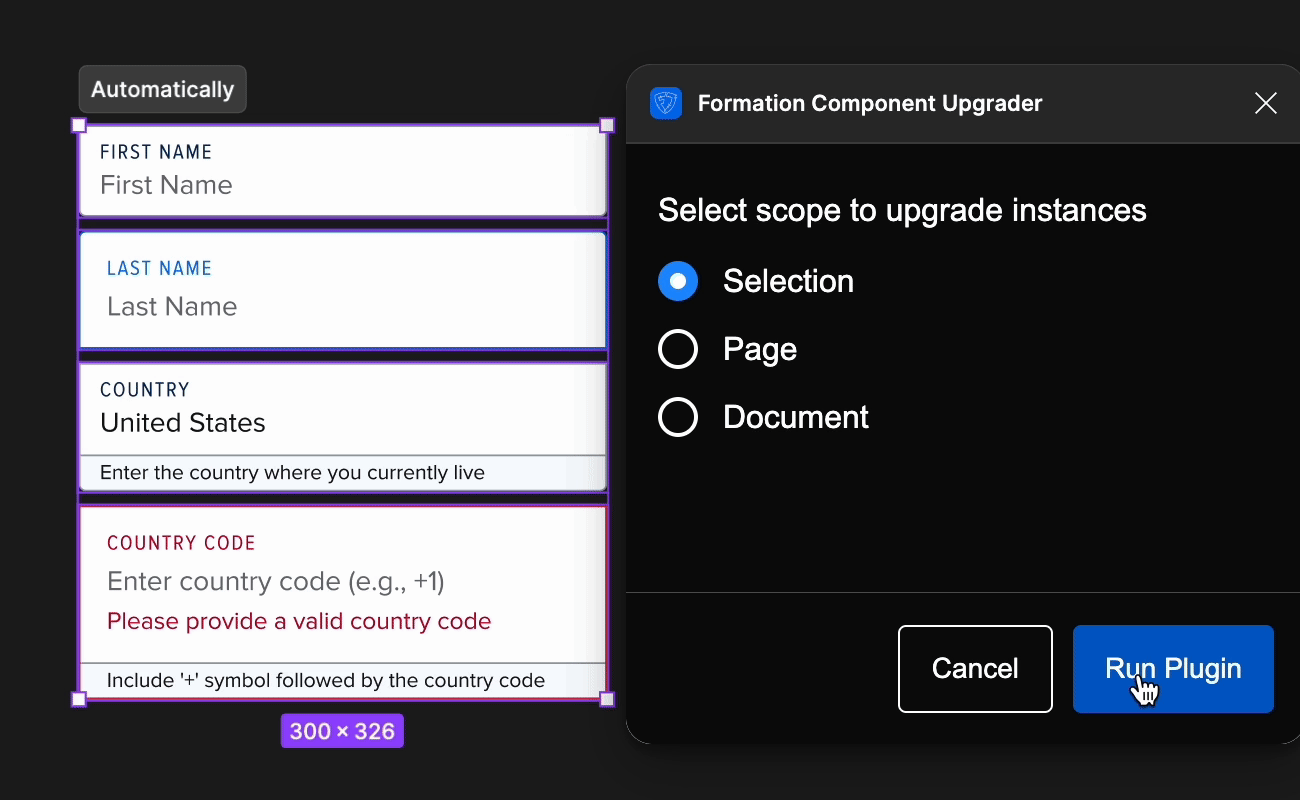 Automatically
FIRST NAME
First Name
LAST NAME
Last Name
COUNTRY
United States
Enter the country where you currently live
COUNTRY CODE
Enter country code (e.g., +1)
Please provide a valid country code
Include '+' symbol followed by the country code
300 × 326
Formation Component Upgrader
Select scope to upgrade instances
Selection
Page
Document
Cancel
Run Plugin